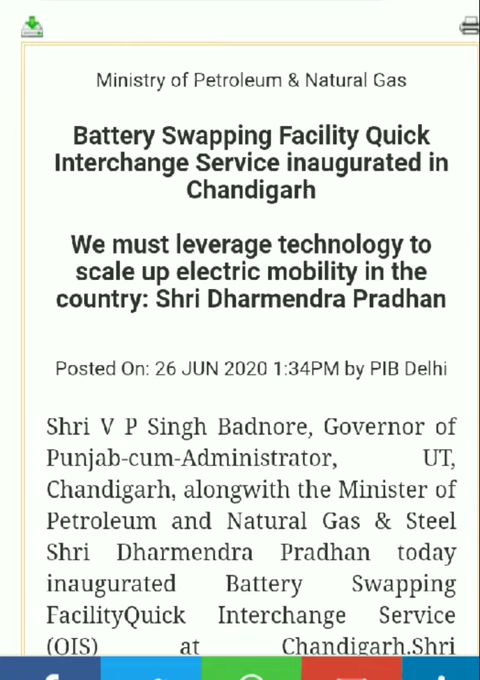 Ministry of Petroleum & Natural Gas
Battery Swapping Facility Quick
Interchange Service inaugurated in
Chandigarh
We must leverage technology to
scale up electric mobility in the
country: Shri Dharmendra Pradhan
Posted On: 26 JUN 2020 1:34PM by PIB Delhi
Shri V P Singh Badnore, Governor of
Punjab-cum-Administrator, UT,
Chandigarh, alongwith the Minister of
Petroleum and Natural Gas & Steel
Shri Dharmendra Pradhan today
inaugurated Battery Swapping
FacilityQuick Interchange Service
(QIS) at Chandigarh.Shri